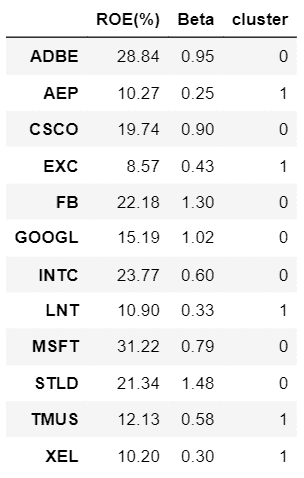 ROE(%) Beta cluster
ADBE 28.84 0.95 0
AEP 10.27 0.25 1
CSCO 19.74 0.90 0
EXC 8.57 0.43 1
FB 22.18 1.30 0
GOOGL 15.19 1.02 0
INTC 23.77 0.60 0
LNT 10.90 0.33 1
MSFT 31.22 0.79 0
STLD 21.34 1.48 0
TMUS 12.13 0.58 1
XEL 10.20 0.30 1